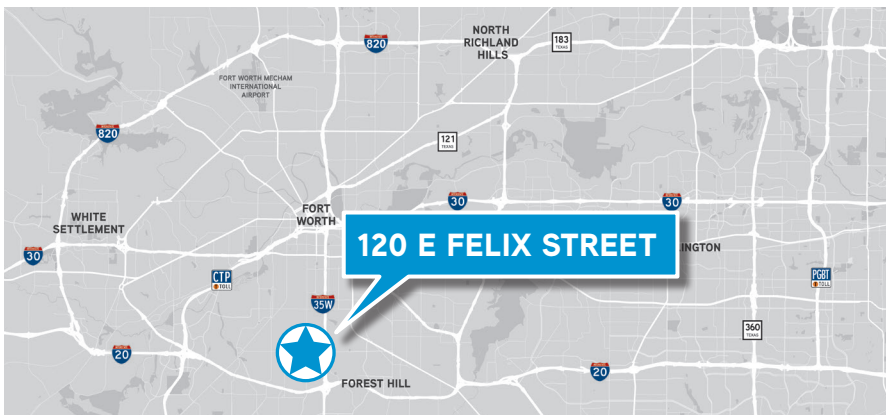 NORTH
RICHLAND
HILLS
820
183
TEXAS
FORT WORTH MECHAM
INTERNATIONAL
AIRPORT
820
121
TEXAS
30
30
FORT
WORTH
WHITE
SETTLEMENT
120 E FELIX STREET
LINGTON
30
CTP
TOLL
PGBT
TOLL
35W
360
TEXAS
20
20
FOREST HILL